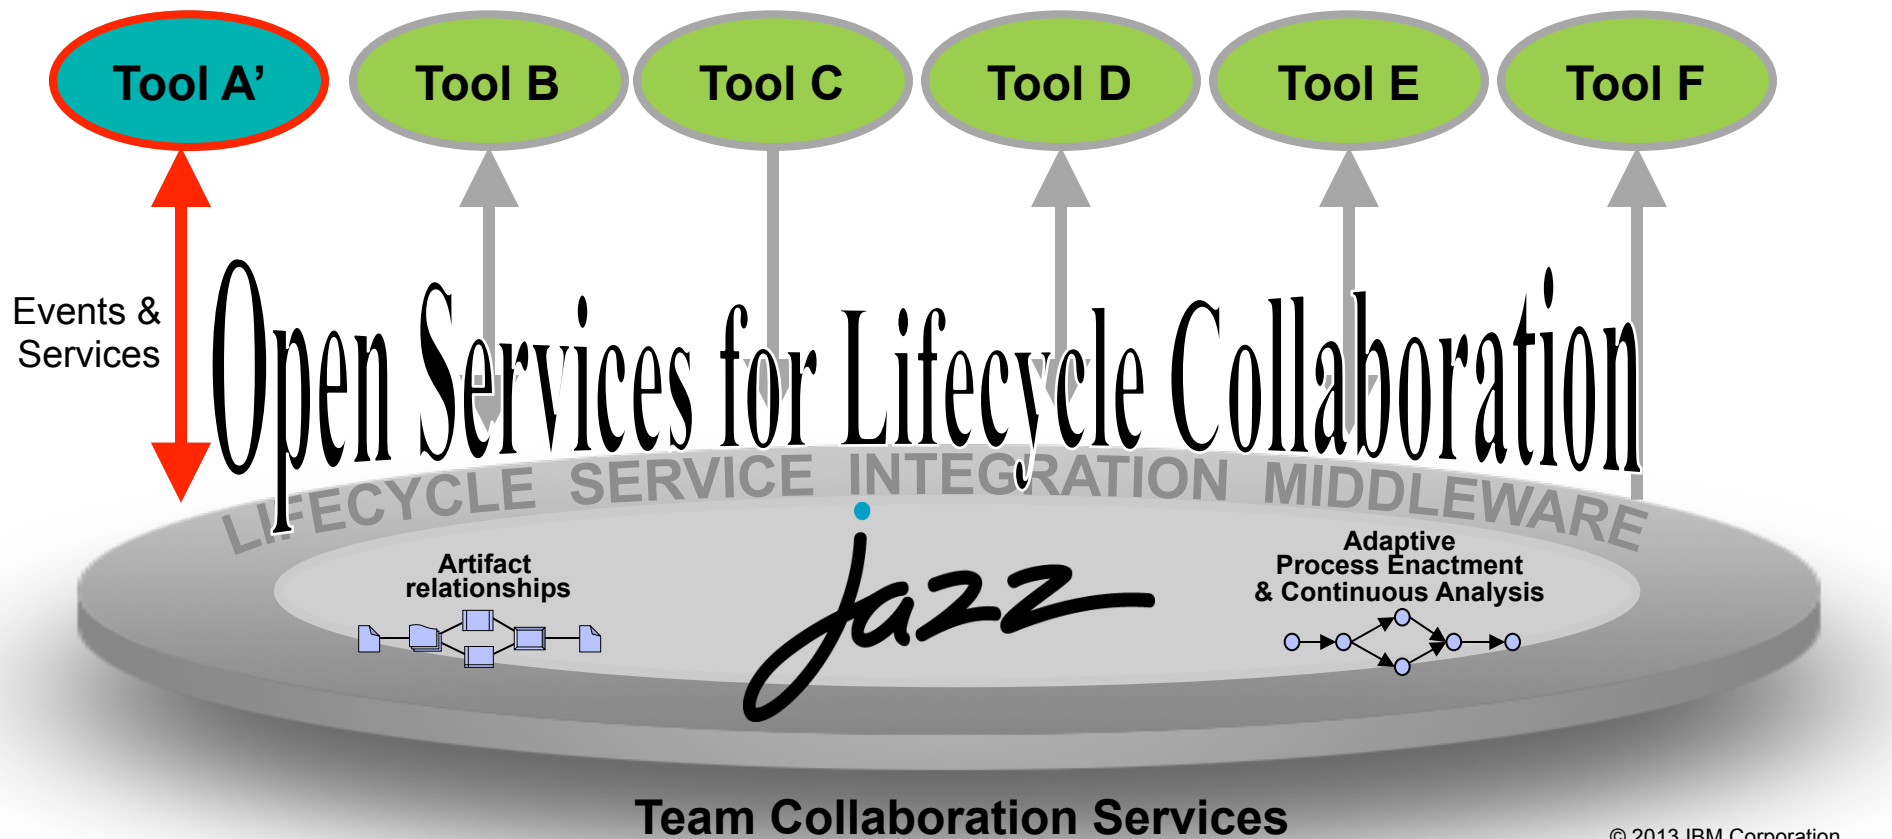 Tool A’
Tool B
Tool C
Tool D
Tool E
Tool F
Events &
Services
Open Services for Lifecycle Collaboration
LIFECYCLE SERVICE INTEGRATION MIDDLEWARE
Artifact
relationships
jazz
Adaptive
Process Enactment
& Continuous Analysis
Team Collaboration Services
© 2013 IBM Corporation